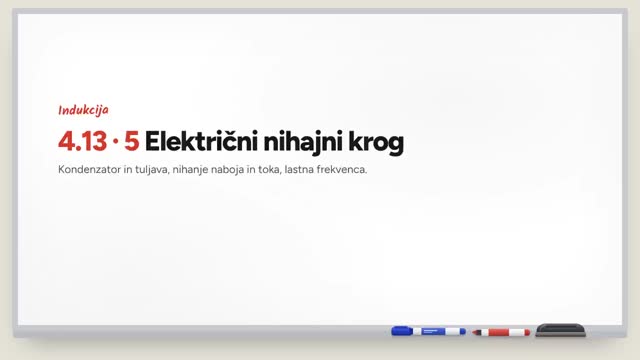 Indukcija
4.13 · 5 Električni nihajni krog
Kondenzator in tuljava, nihanje naboja in toka, lastna frekvenca.